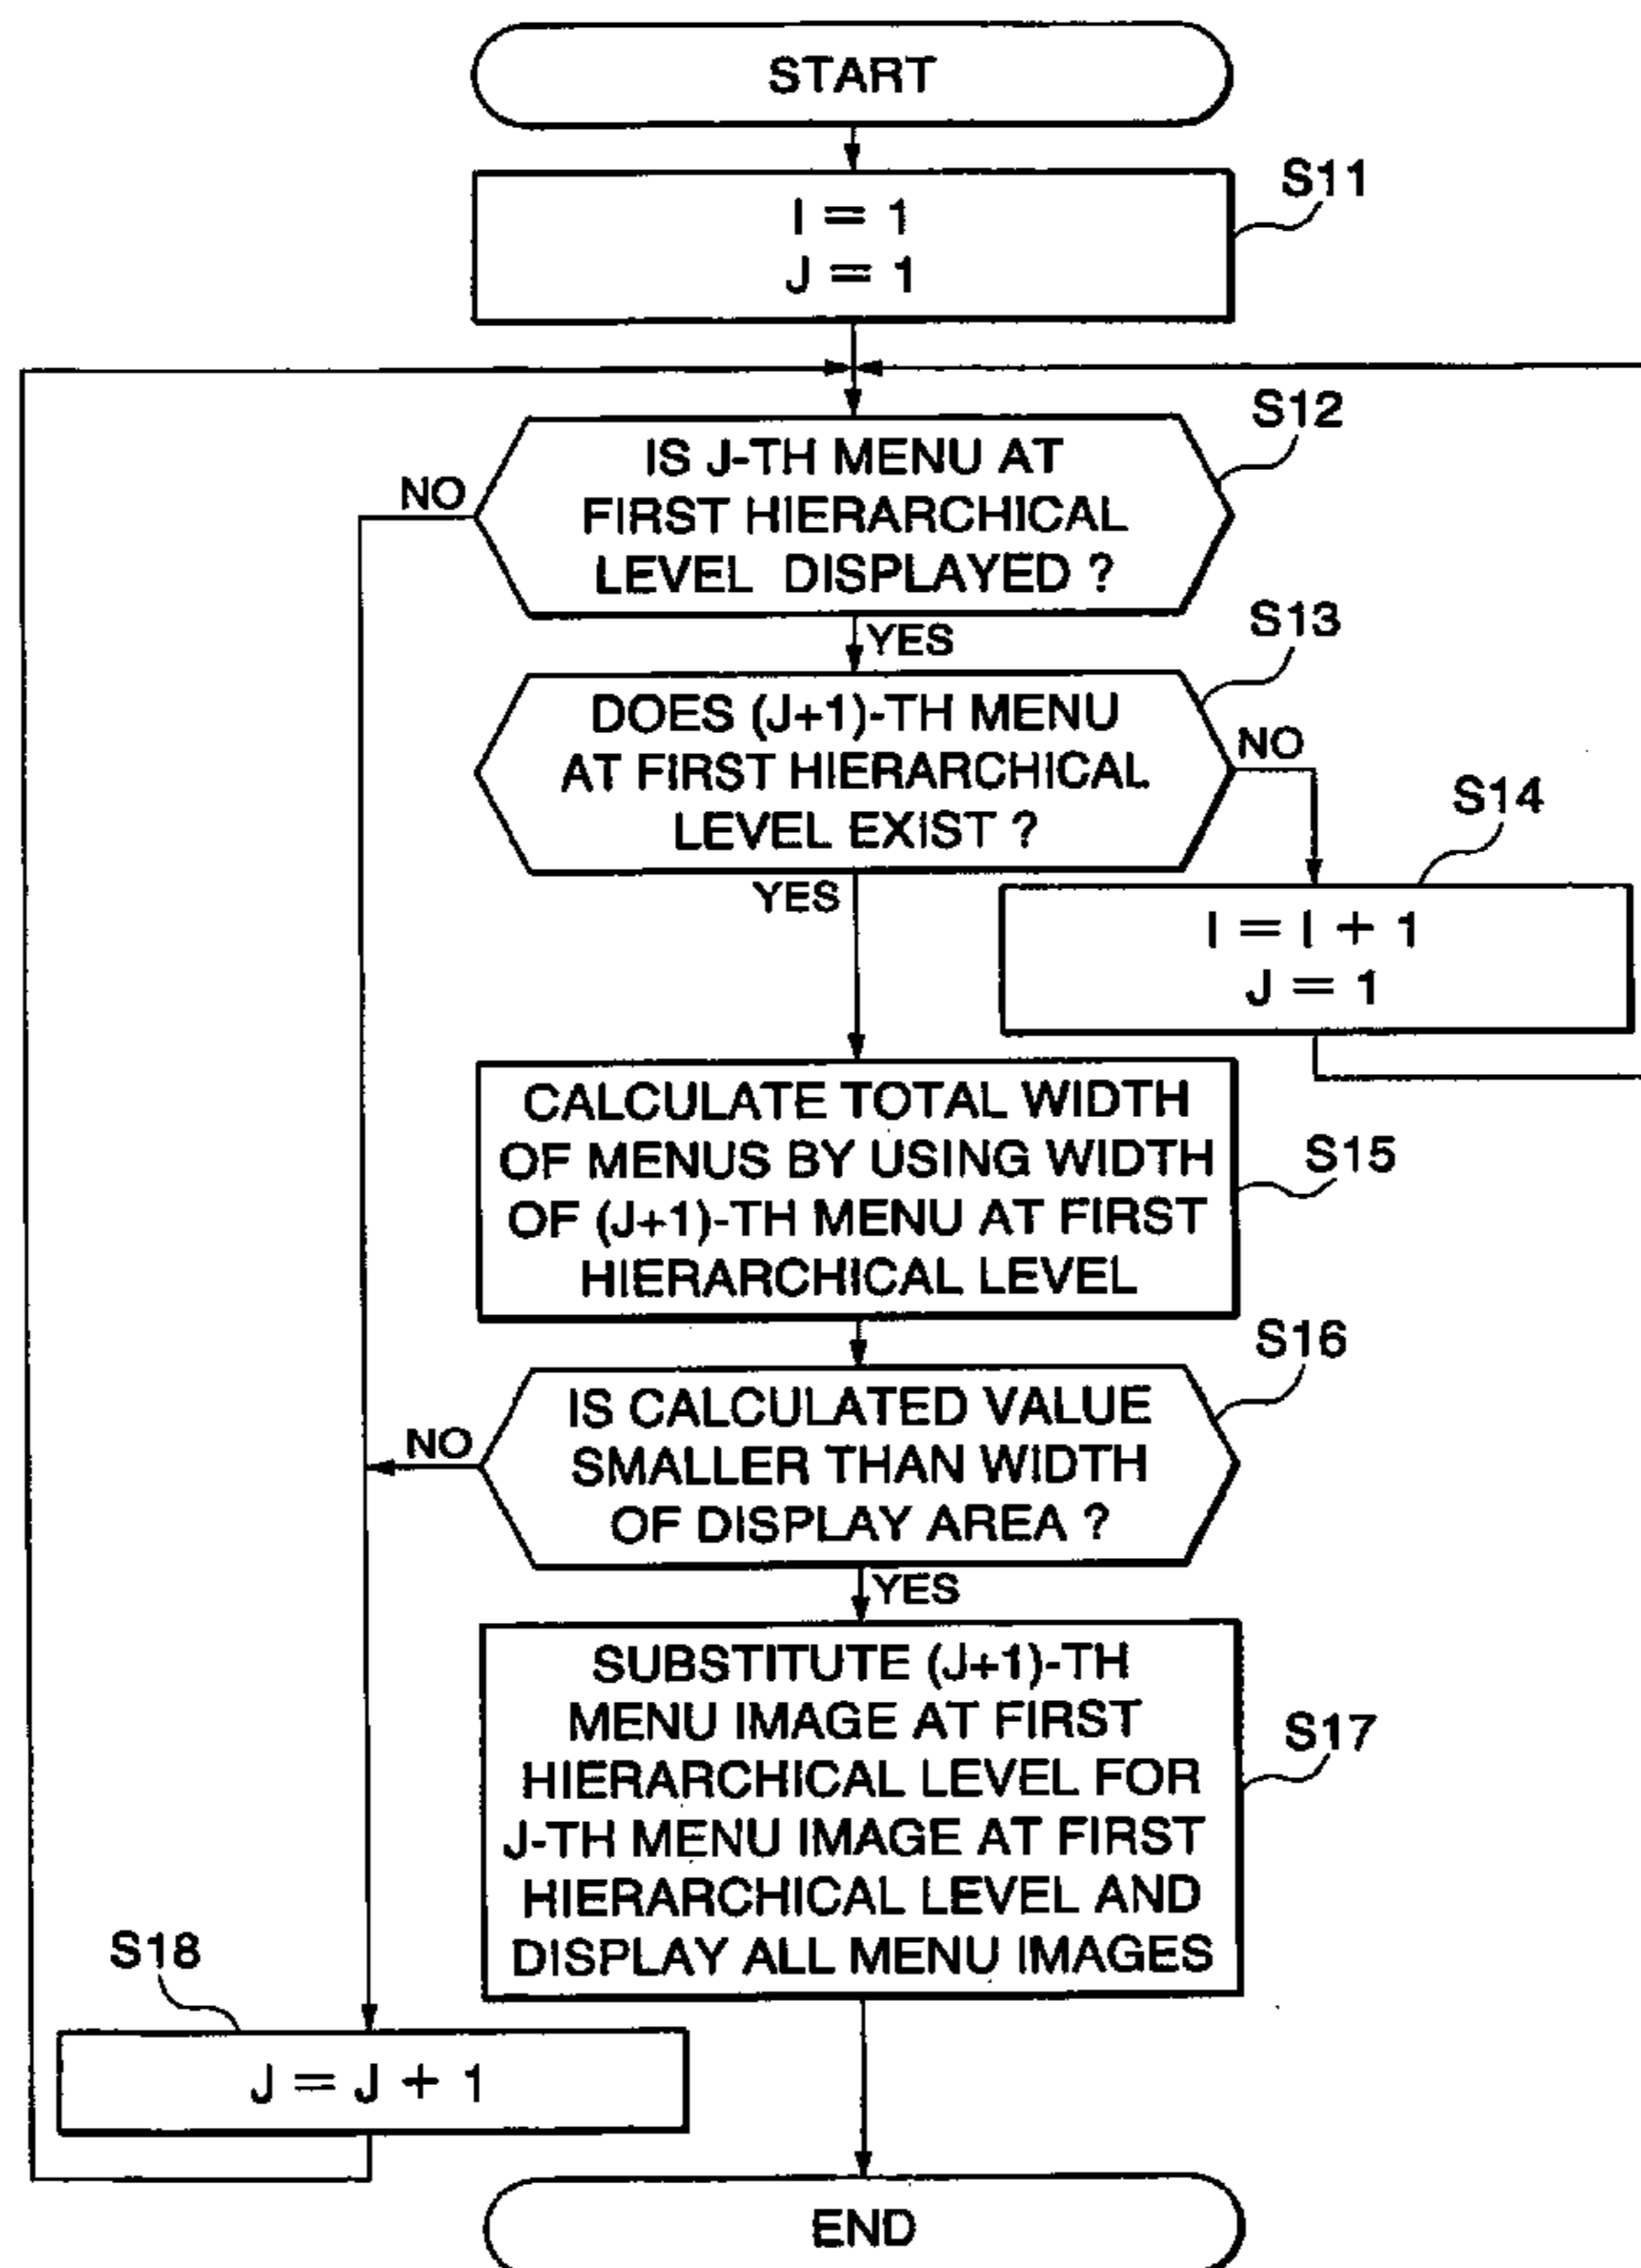 START
S11
I = 1
J = 1
S12
IS J-TH MENU AT
FIRST HIERARCHICAL
LEVEL DISPLAYED ?
NO
YES
S13
DOES (J+1)-TH MENU
AT FIRST HIERARCHICAL
LEVEL EXIST ?
NO
YES
S14
I = I + 1
J = 1
CALCULATE TOTAL WIDTH
OF MENUS BY USING WIDTH
OF (J+1)-TH MENU AT FIRST
HIERARCHICAL LEVEL
S15
S16
IS CALCULATED VALUE
SMALLER THAN WIDTH
OF DISPLAY AREA ?
NO
YES
SUBSTITUTE (J+1)-TH
MENU IMAGE AT FIRST
HIERARCHICAL LEVEL FOR
J-TH MENU IMAGE AT FIRST
HIERARCHICAL LEVEL AND
DISPLAY ALL MENU IMAGES
S17
S18
J = J + 1
END